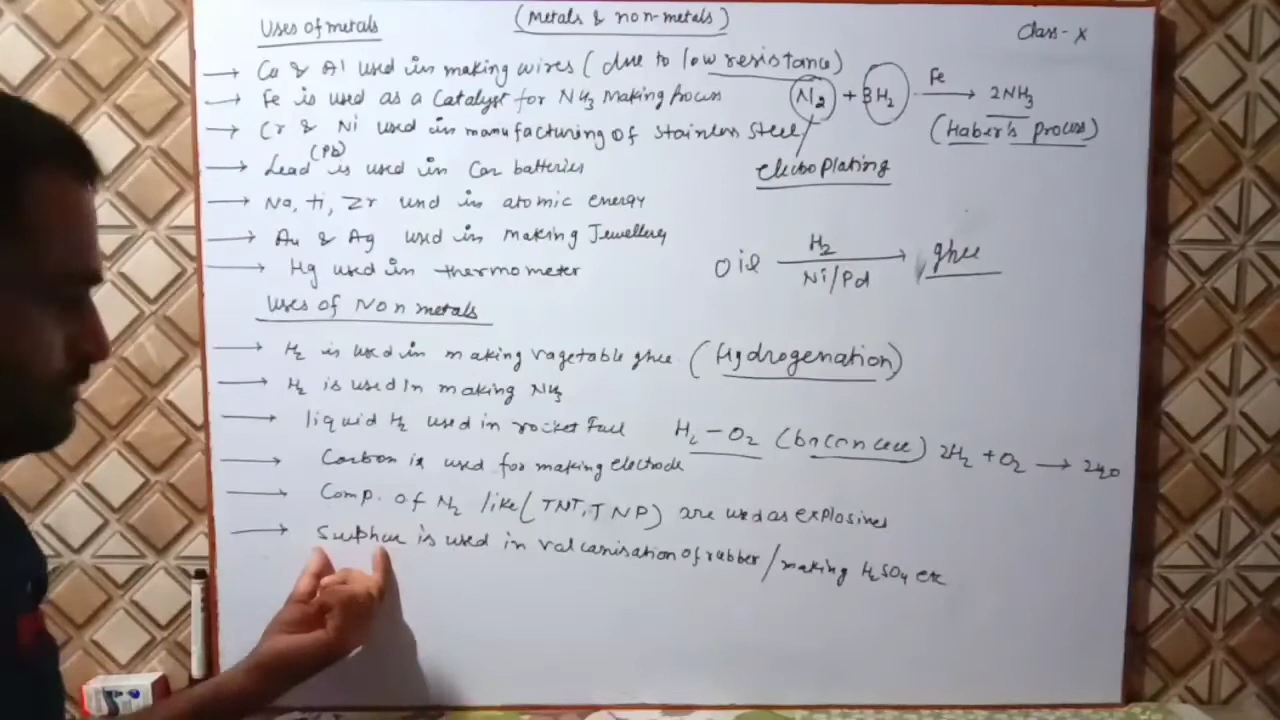 (Metals & non-metals)
Class-X
Uses of metals
→ Cu & Al used in making wires (due to low resistance)
→ Fe is used as a Catalyst for NH3 Making Process
N2 + 3H2 Fe → 2NH3
(Haber's process)
→ Cr & Ni used in manufacturing of stainless steel/
electroplating
→ Lead (Pb) is used in Car batteries
→ Na, Ti, Zr used in atomic energy
→ Au & Ag used in making Jewellery
→ Hg used in thermometer
oil H2 → ghee
Ni/Pd
Uses of Non metals
→ H2 is used in making vagetable ghee (Hydrogenation)
→ H2 is used In making NH3
→ liquid H2 used in rocket Fuel H2-O2 2H2 + O2 → 2H2O
→ Carbon is used for making electrode
→ Comp. of N2 like (TNT, TNP) are used as explosives
→ Sulphur is used in valcanisation of rubber/making H2SO4 etc